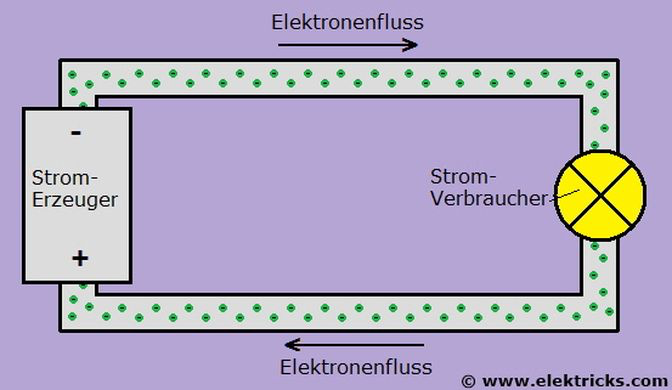 Elektronenfluss
-
Strom-
Erzeuger
+
Strom-
Verbraucher
Elektronenfluss
© www.elektricks.com